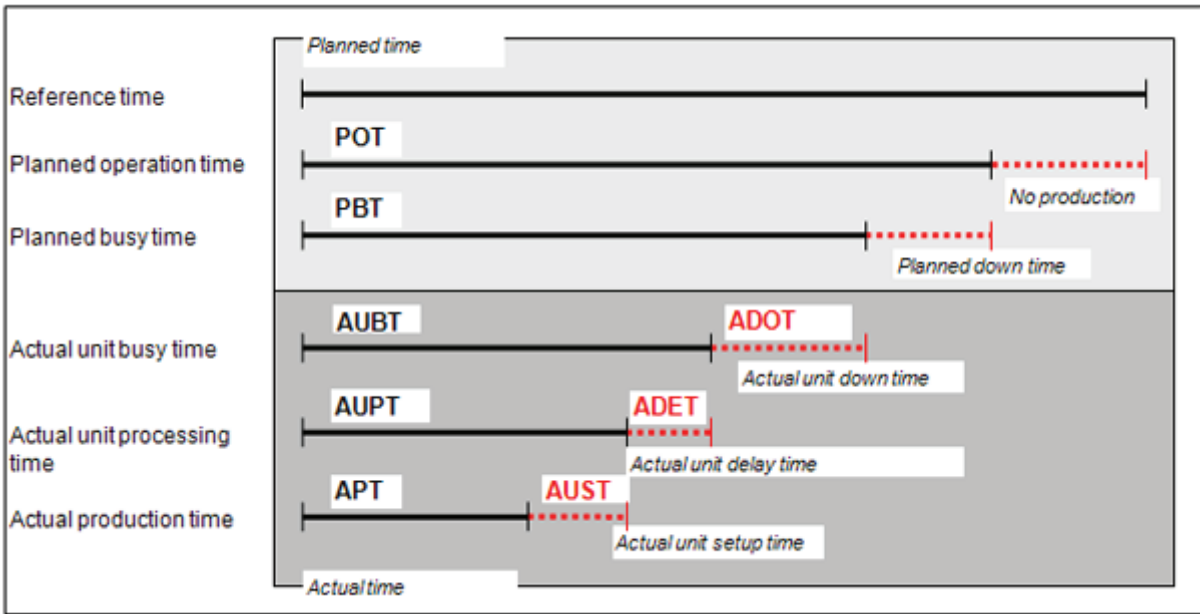 Planned time
Reference time
POT
Planned operation time
No production
PBT
Planned busy time
Planned down time
AUBT ADOT
Actual unit busy time
Actual unit down time
AUPT ADET
Actual unit processing
time
Actual unit delay time
APT AUST
Actual production time
Actual unit setup time
Actual time